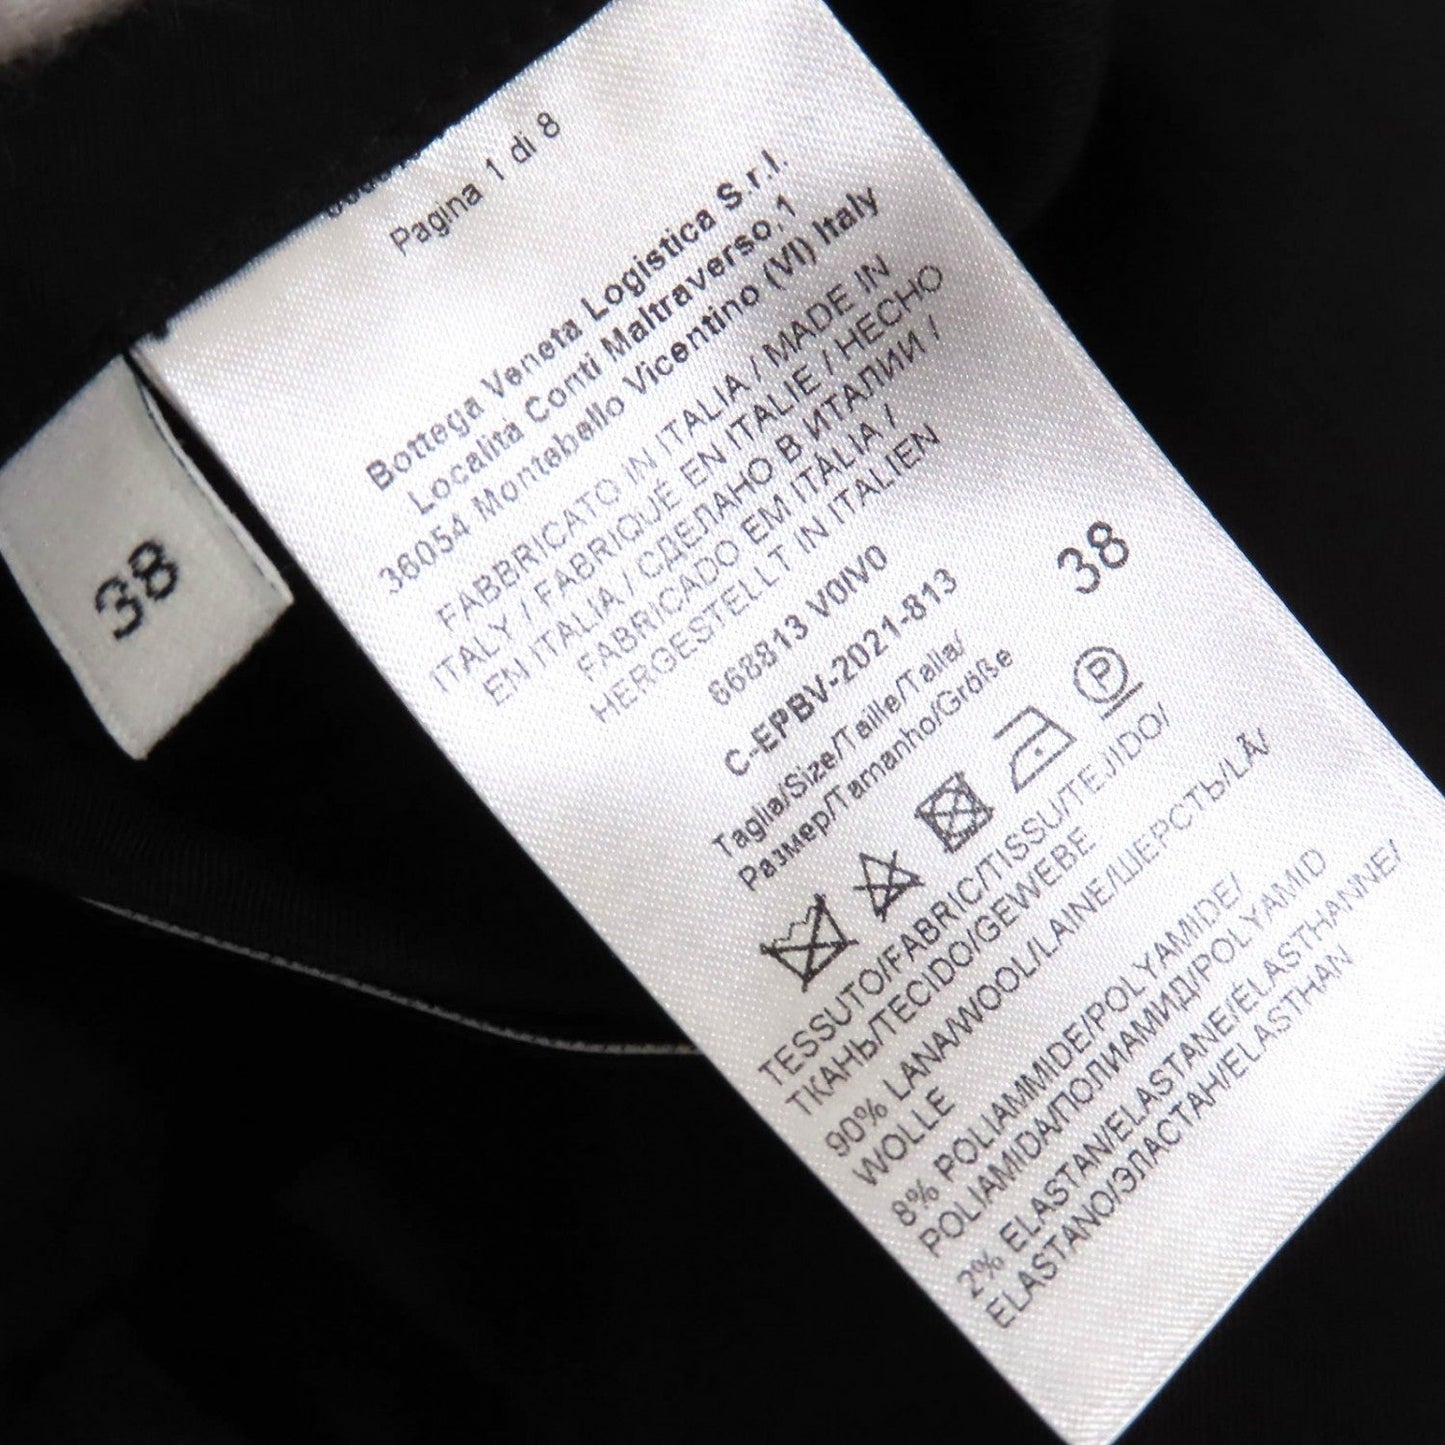 Pagina 1 di 8
Bottega Veneta Logistica S.r.l.
Località Conti Maltraverso,1
36054 Montebello Vicentino (VI) Italy
FABBRICATO IN ITALIA / MADE IN
ITALY / FABRIQUÉ EN ITALIE / HECHO
EN ITALIA / СДЕЛАНО В ИТАЛИИ /
FABRICADO EM ITALIA /
HERGESTELLT IN ITALIEN
668813 V0IV0
C-EPBV-2021-813
Taglia/Size/Taille/Talla/
Размер/Tamanho/Größe
38
P
TESSUTO/FABRIC/TISSU/TEJIDO/
ТКАНЬ/TECIDO/GEWEBE
90% LANA/WOOL/LAINE/ШЕРСТЬ/LÃ/
WOLLE
8% POLIAMMIDE/POLYAMIDE/
POLIAMIDA/ПОЛИАМИД/POLYAMID
2% ELASTAN/ELASTANE/ÉLASTHANNE/
ELASTANO/ЭЛАСТАН/ELASTHAN
38